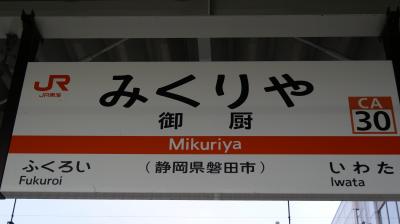 JR
JR東海
みくりや
御厨
CA
30
Mikuriya
ふくろい
Fukuroi
（静岡県磐田市）
いわた
Iwata